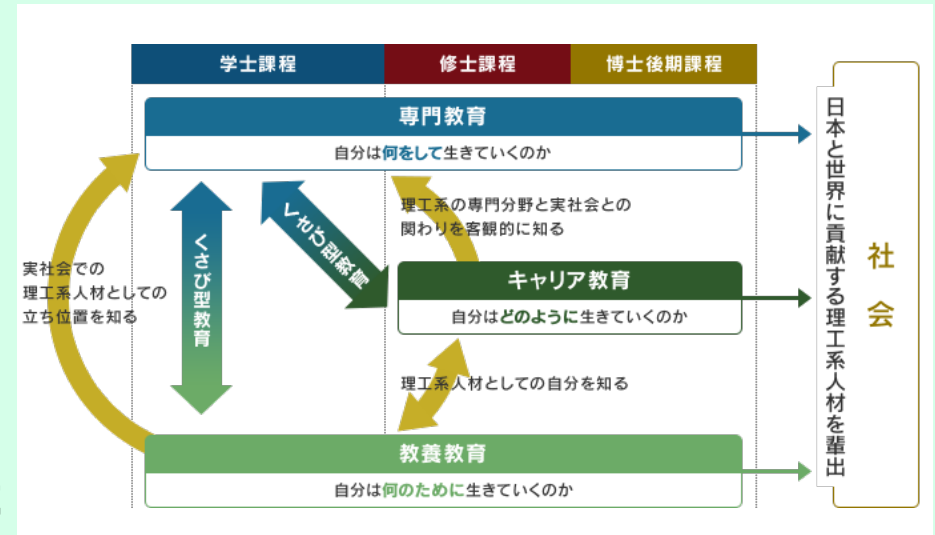 学士課程
修士課程
博士後期課程
専門教育
自分は何をして生きていくのか
理工系の専門分野と実社会との
関わりを客観的に知る
くさび型教育
くさび型教育
実社会での
理工系人材としての
立ち位置を知る
キャリア教育
自分はどのように生きていくのか
理工系人材としての自分を知る
教養教育
自分は何のために生きていくのか
日本と世界に貢献する理工系人材を輩出
社会